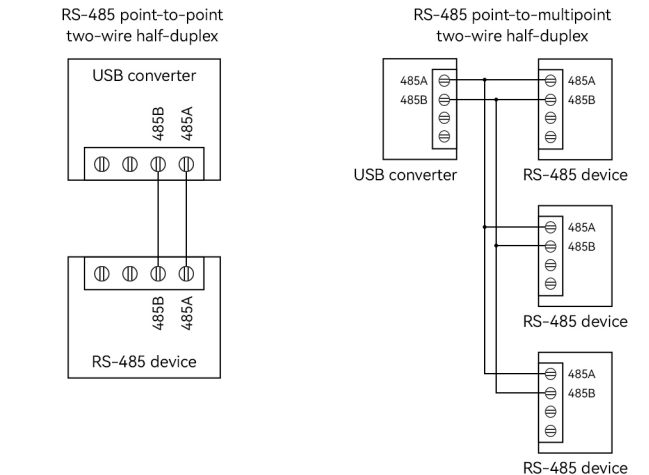 RS-485 point-to-point
two-wire half-duplex
USB converter
485B
485A
485B
485A
RS-485 device
RS-485 point-to-multipoint
two-wire half-duplex
485A
485B
485A
485B
USB converter
RS-485 device
485A
485B
RS-485 device
485A
485B
RS-485 device